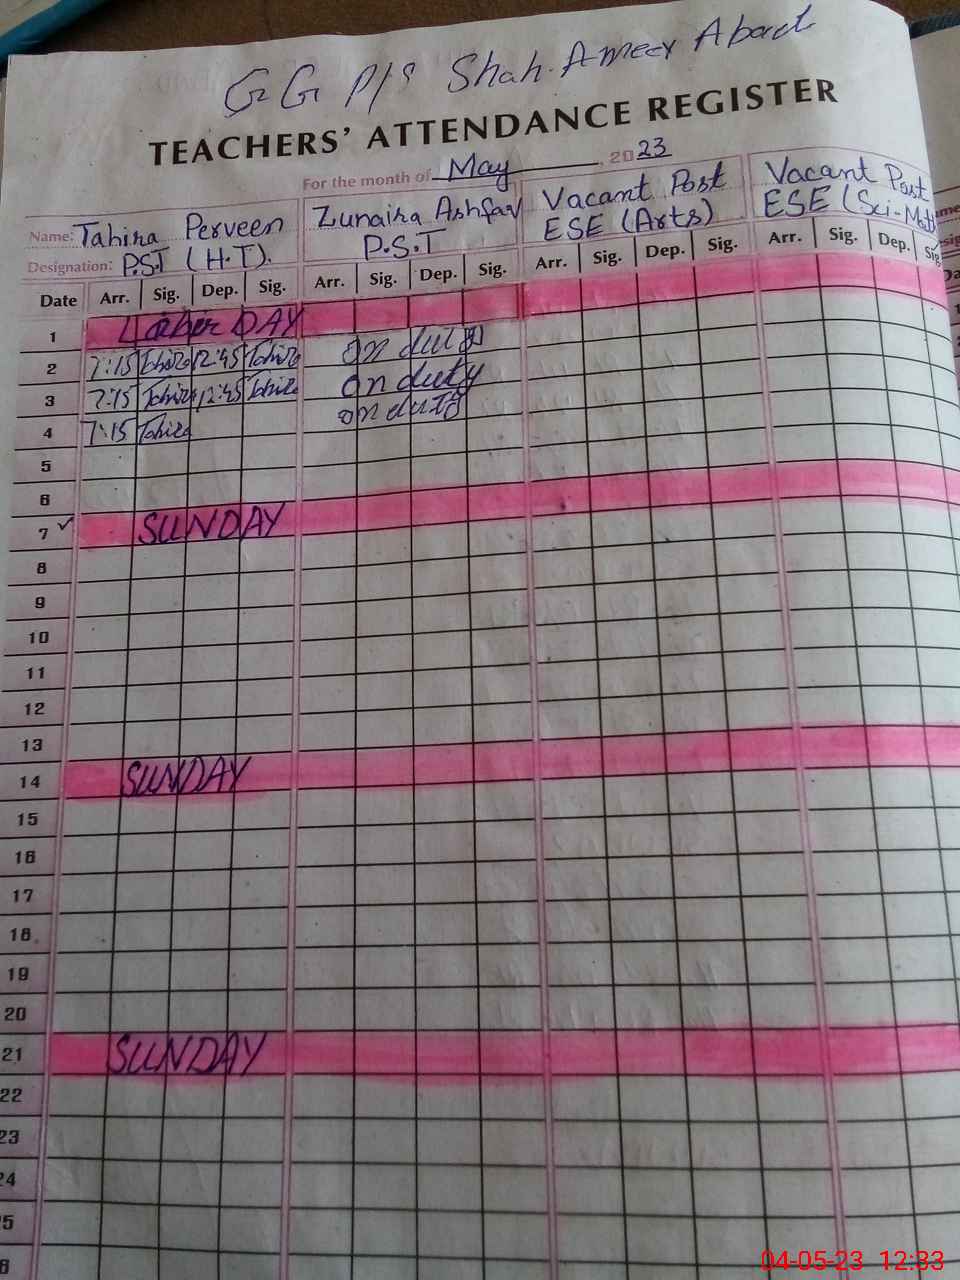 GG P/S Shah. Ameer Abad
TEACHERS' ATTENDANCE REGISTER
For the month of May, 2023
Name: Tahira Perveen Zunaira Ashfaq Vacant Post Vacant Post
Designation: P.S.T (H.T). P.S.T ESE (Arts) ESE (Sci-Math
Date Arr. Sig. Dep. Sig. Arr. Sig. Dep. Sig. Arr. Sig. Dep. Sig. Arr. Sig. Dep. Sig
1 Laber DAY
2 7:15 Tahira 12:45 Tahira on duty
3 7:15 Tahira 12:45 Tahira on duty
4 7:15 Tahira on duty
5
6
7 SUNDAY
8
9
10
11
12
13
14 SUNDAY
15
16
17
18
19
20
21 SUNDAY
22
23
24
5
04-05-23 12:33